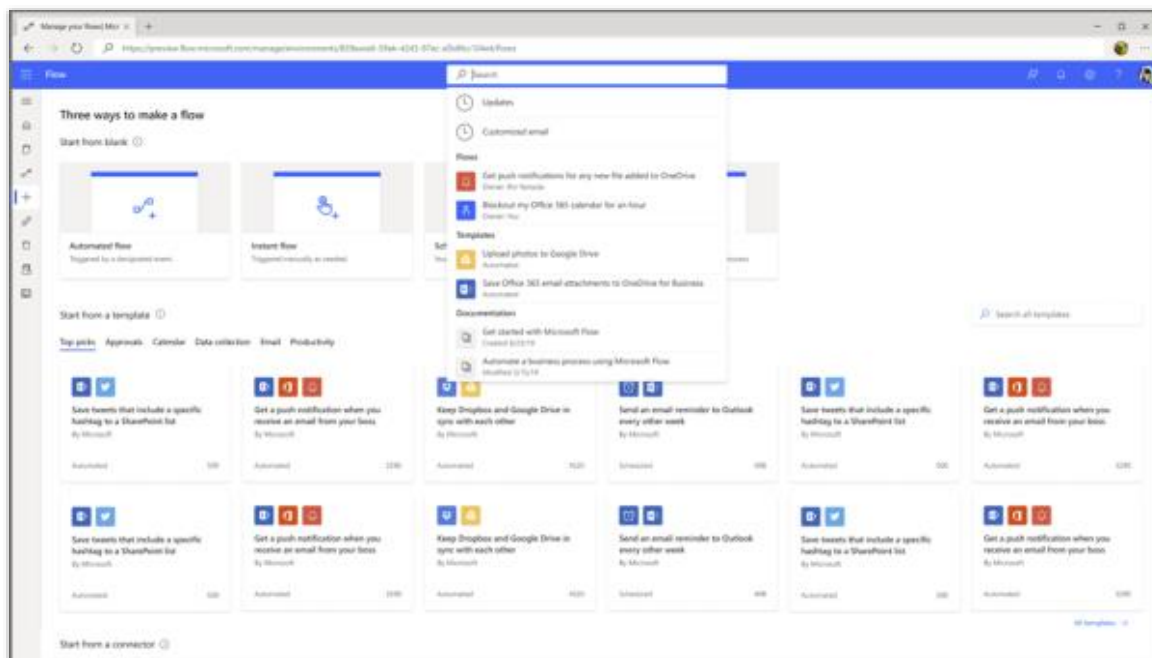 Manage your flows| Micr
Flow
Search
Updates
Customized email
Flows
Get push notifications for any new file added to OneDrive
Owner:
Blockout my Office 365 calendar for an hour
Owner: You
Templates
Upload photos to Google Drive
Automated
Save Office 365 email attachments to OneDrive for Business
Automated
Documentation
Get started with Microsoft Flow
Created
Automate a business process using Microsoft Flow
Modified
Three ways to make a flow
Start from blank
Automated flow
Triggered by a designated event.
Instant flow
Triggered manually as needed.
Start from a template
Search all templates
Top picks Approvals Calendar Data collection Email Productivity
Save tweets that include a specific
hashtag to a SharePoint list
By Microsoft
Automated 500
Get a push notification when you
receive an email from your boss
By Microsoft
Automated
Keep Dropbox and Google Drive in
sync with each other
By Microsoft
Automated
Send an email reminder to Outlook
every other week
By Microsoft
Scheduled
Save tweets that include a specific
hashtag to a SharePoint list
By Microsoft
Automated 500
Get a push notification when you
receive an email from your boss
By Microsoft
Automated
Save tweets that include a specific
hashtag to a SharePoint list
By Microsoft
Automated 500
Get a push notification when you
receive an email from your boss
By Microsoft
Automated
Keep Dropbox and Google Drive in
sync with each other
By Microsoft
Automated
Send an email reminder to Outlook
every other week
By Microsoft
Scheduled
Save tweets that include a specific
hashtag to a SharePoint list
By Microsoft
Automated 500
Get a push notification when you
receive an email from your boss
By Microsoft
Automated
All templates
Start from a connector